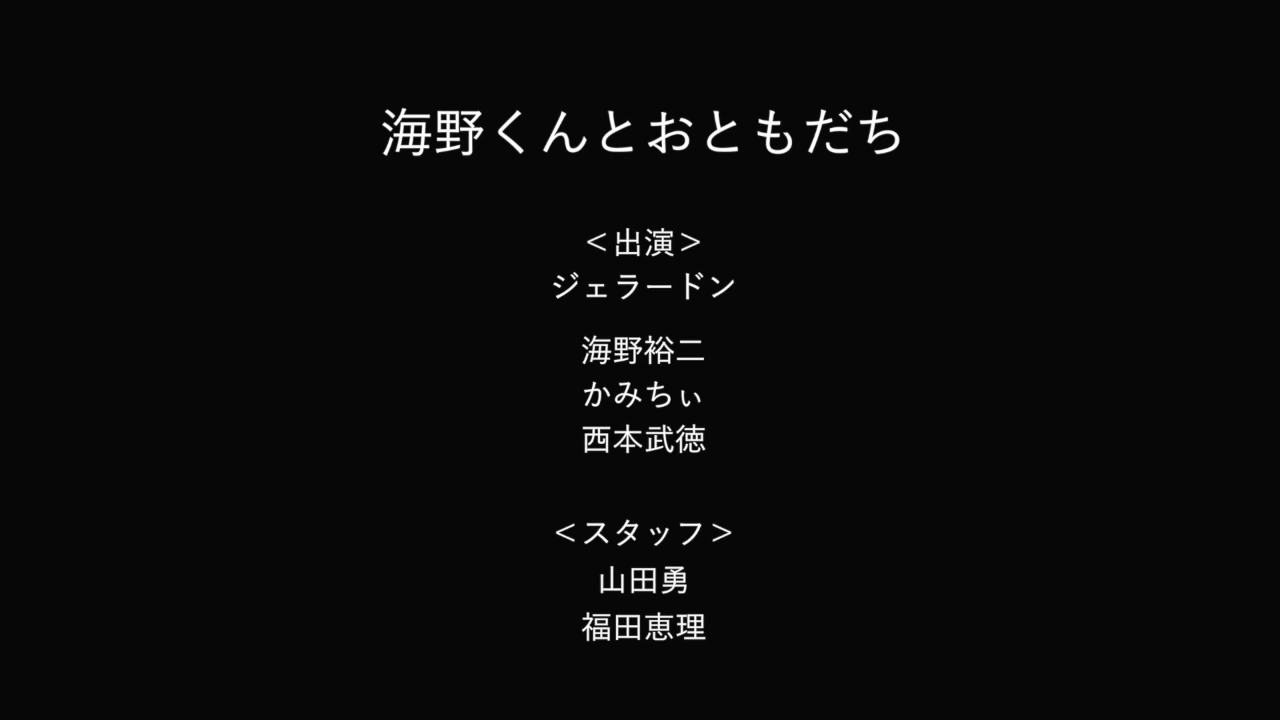 海野くんとおともだち
＜出演＞
ジェラードン
海野裕二
かみちぃ
西本武徳
＜スタッフ＞
山田勇
福田恵理